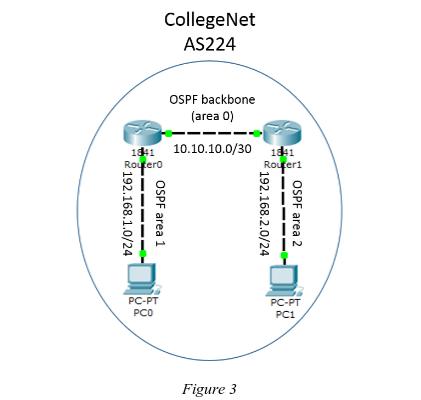 CollegeNet
AS224
OSPF backbone
(area 0)
10.10.10.0/30
1841
Router0
1841
Router1
192.168.1.0/24
OSPF area 1
192.168.2.0/24
OSPF area 2
PC-PT
PC0
PC-PT
PC1
Figure 3